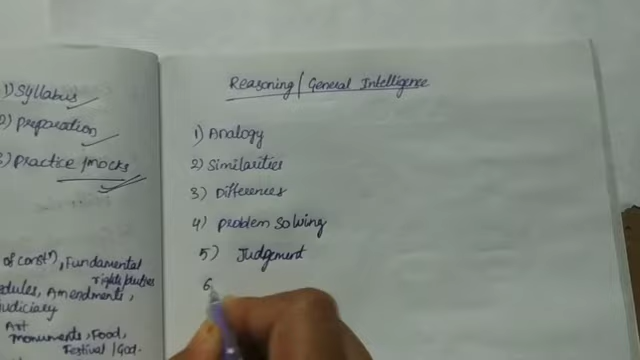 1) Syllabus
2) Preparation
3) Practice mocks
of const'n), Fundamental
rights/duties
edules, Amendments,
judiciary
Art
monuments, Food,
Festival/God.
Reasoning/General Intelligence
1) Analogy
2) Similarities
3) Differences
4) Problem Solving
5) Judgement
6